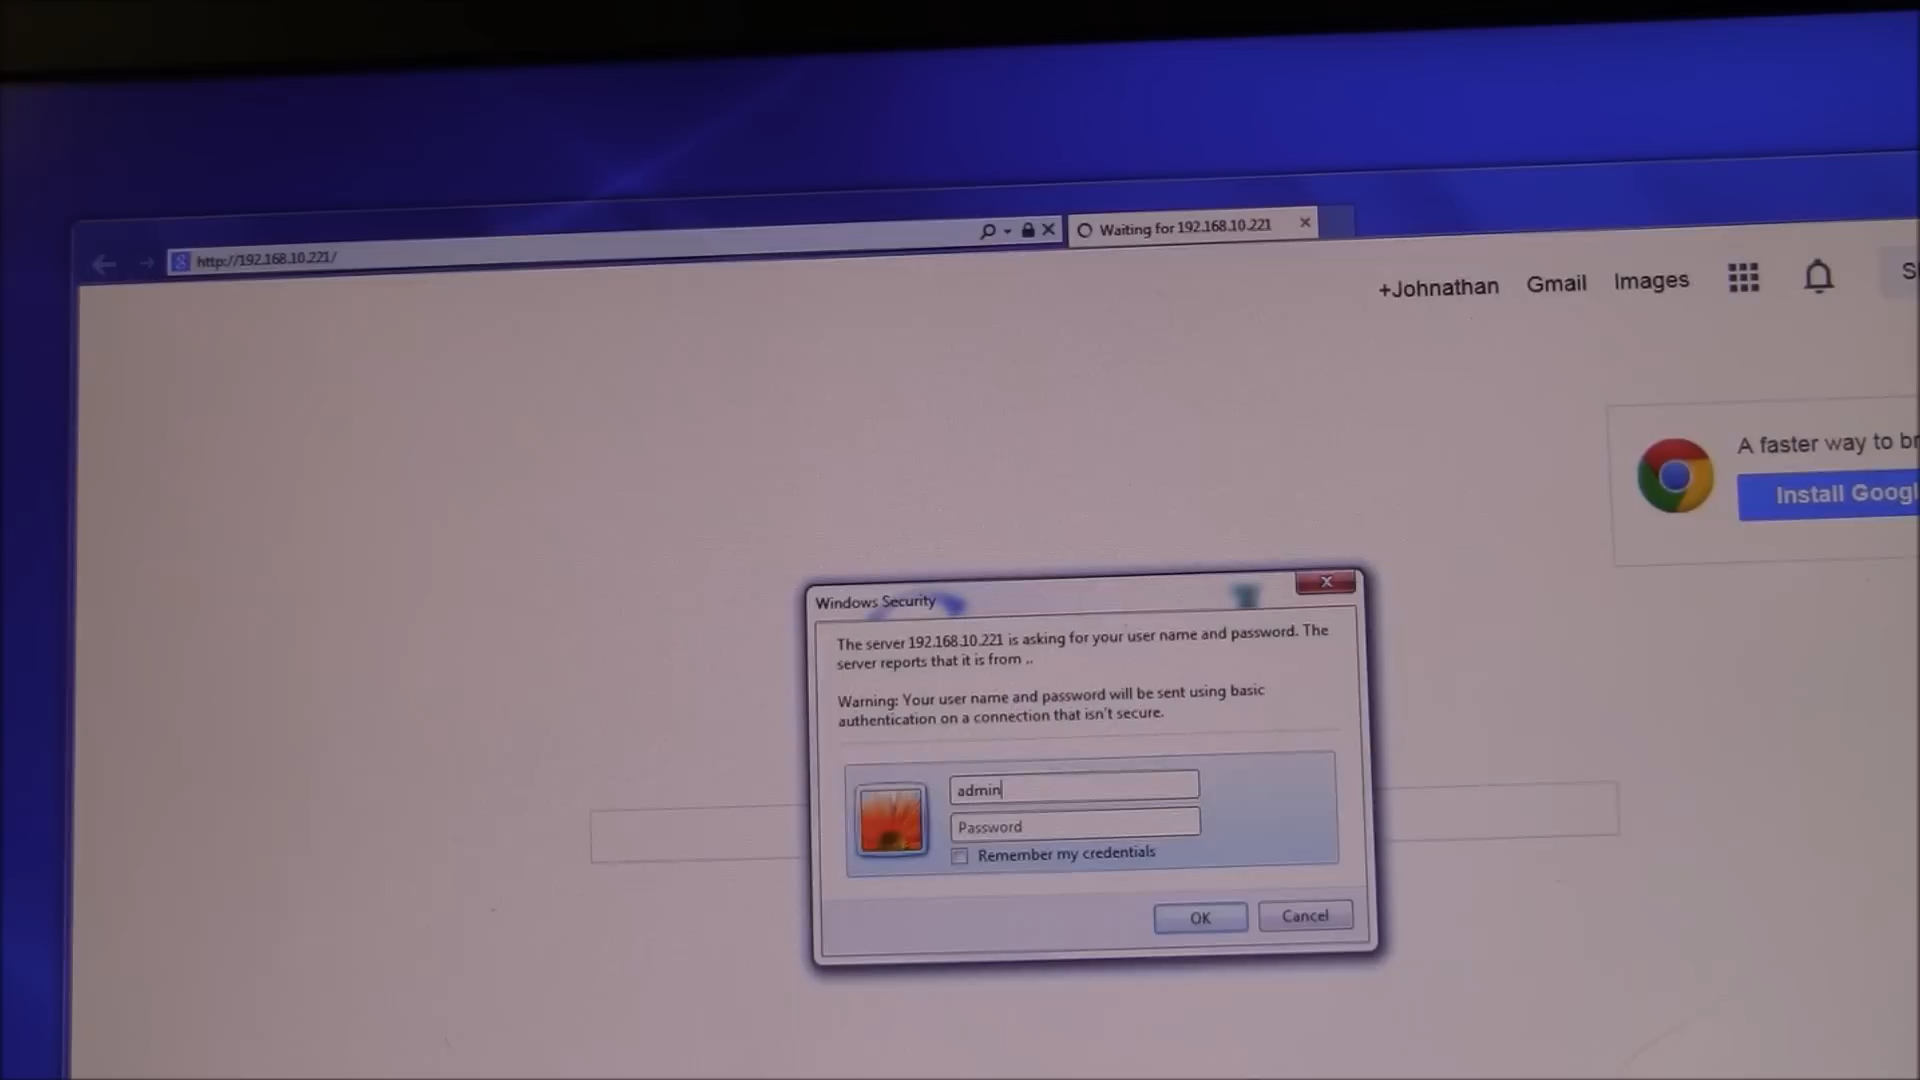 http://192.168.10.221/
Waiting for 192.168.10.221
+Johnathan Gmail Images
A faster way to
Install
Windows Security
The server 192.168.10.221 is asking for your user name and password. The
server reports that it is from ..
Warning: Your user name and password will be sent using basic
authentication on a connection that isn't secure.
admin
Password
Remember my credentials
OK Cancel